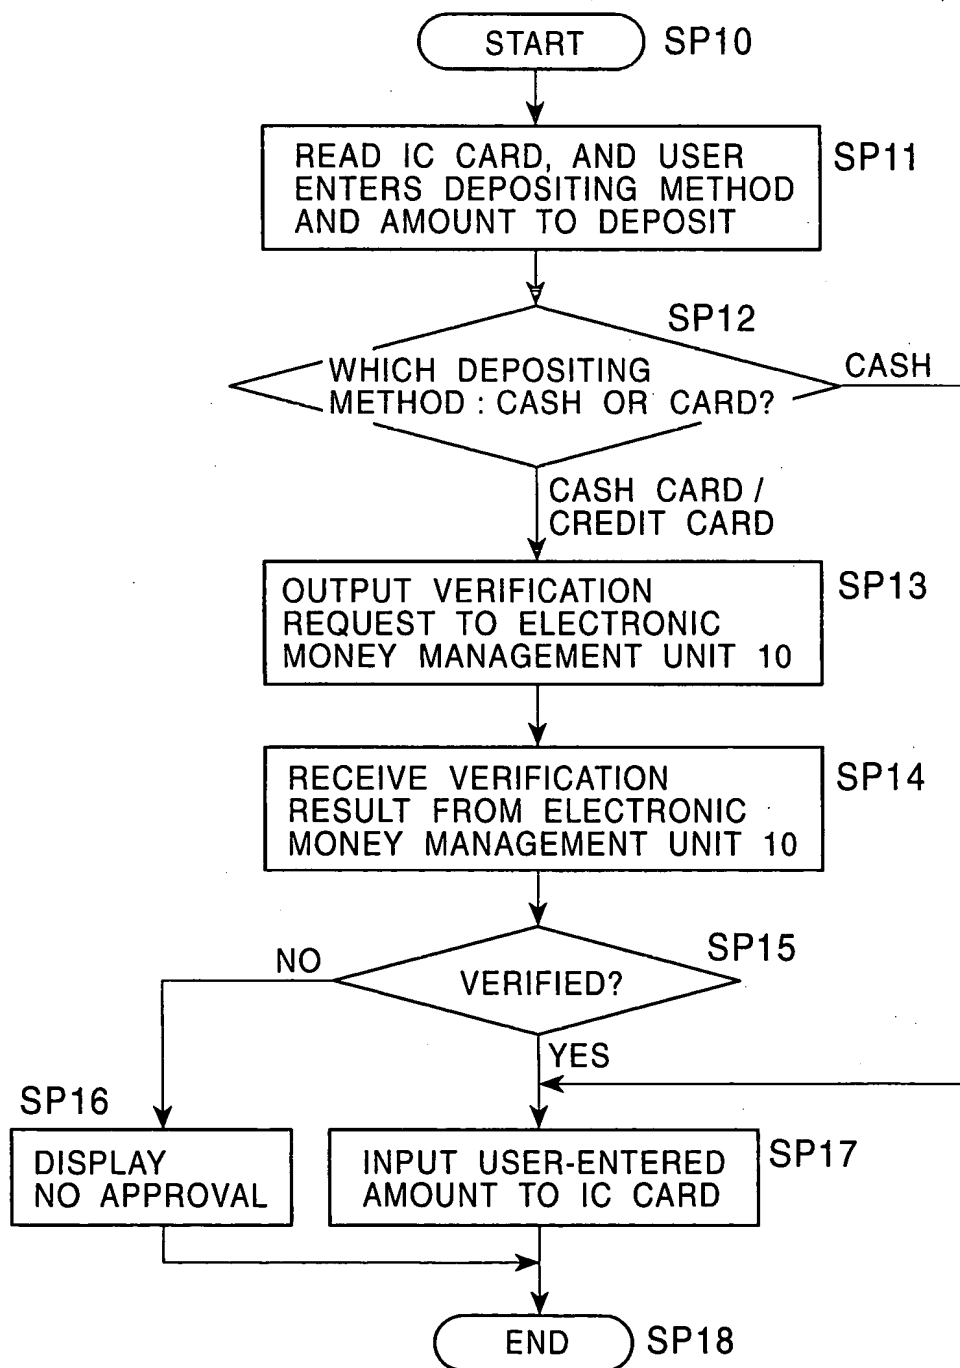 START
SP10
READ IC CARD, AND USER
ENTERS DEPOSITING METHOD
AND AMOUNT TO DEPOSIT
SP11
SP12
WHICH DEPOSITING
METHOD : CASH OR CARD?
CASH
CASH CARD /
CREDIT CARD
OUTPUT VERIFICATION
REQUEST TO ELECTRONIC
MONEY MANAGEMENT UNIT 10
SP13
RECEIVE VERIFICATION
RESULT FROM ELECTRONIC
MONEY MANAGEMENT UNIT 10
SP14
SP15
NO
VERIFIED?
YES
SP16
DISPLAY
NO APPROVAL
INPUT USER-ENTERED
AMOUNT TO IC CARD
SP17
END
SP18